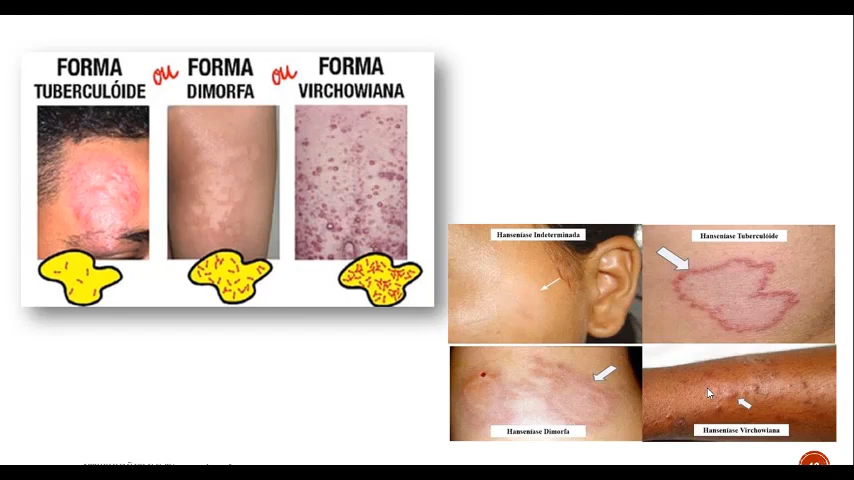 FORMA
TUBERCULÓIDE
ou
FORMA
DIMORFA
ou
FORMA
VIRCHOWIANA
Hanseníase Indeterminada
Hanseníase Tuberculóide
Hanseníase Dimorfa
Hanseníase Virchowiana